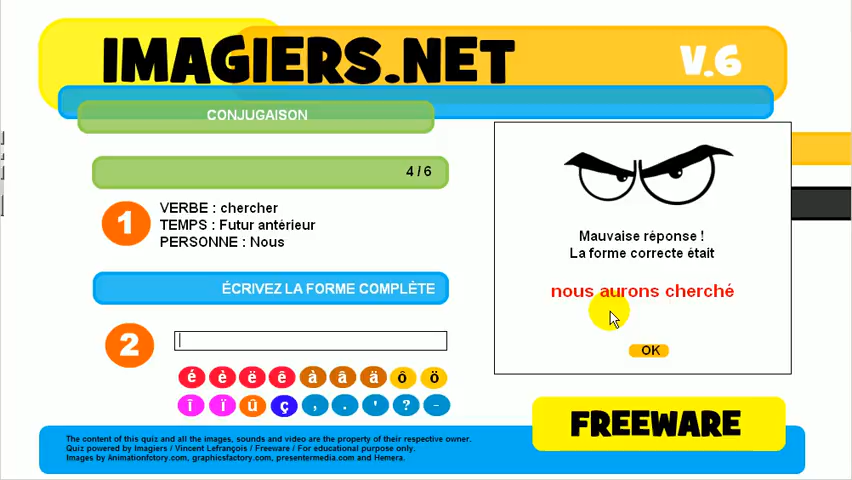 IMAGIERS.NET
V.6
CONJUGAISON
4 / 6
1
VERBE : chercher
TEMPS : Futur antérieur
PERSONNE : Nous
ÉCRIVEZ LA FORME COMPLÈTE
2
é è ë ê à â ä ô ö
î ï û ç , . ' ? -
Mauvaise réponse !
La forme correcte était
nous aurons cherché
OK
FREEWARE
The content of this quiz and all the images, sounds and video are the property of their respective owner.
Quiz powered by Imagiers / Vincent Lefrançois / Freeware / For educational purpose only.
Images by Animationfctory.com, graphicsfactory.com, presentermedia.com and Hemera.